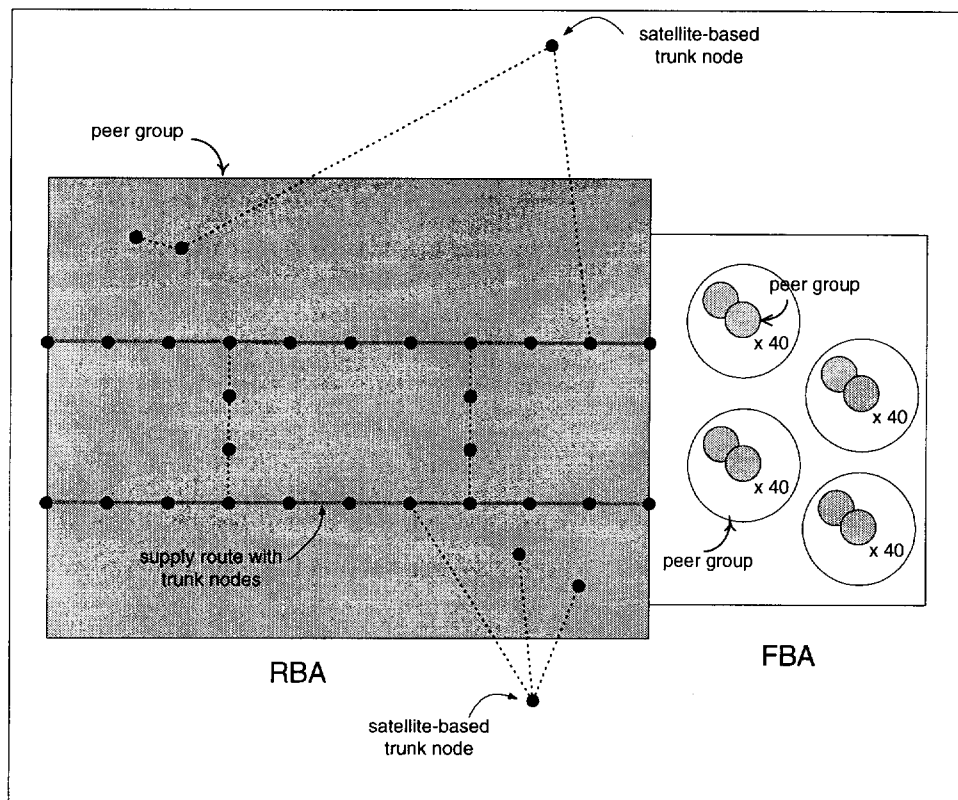 satellite-based
trunk node
peer group
peer group
x 40
x 40
x 40
peer group
x 40
supply route with
trunk nodes
RBA
FBA
satellite-based
trunk node